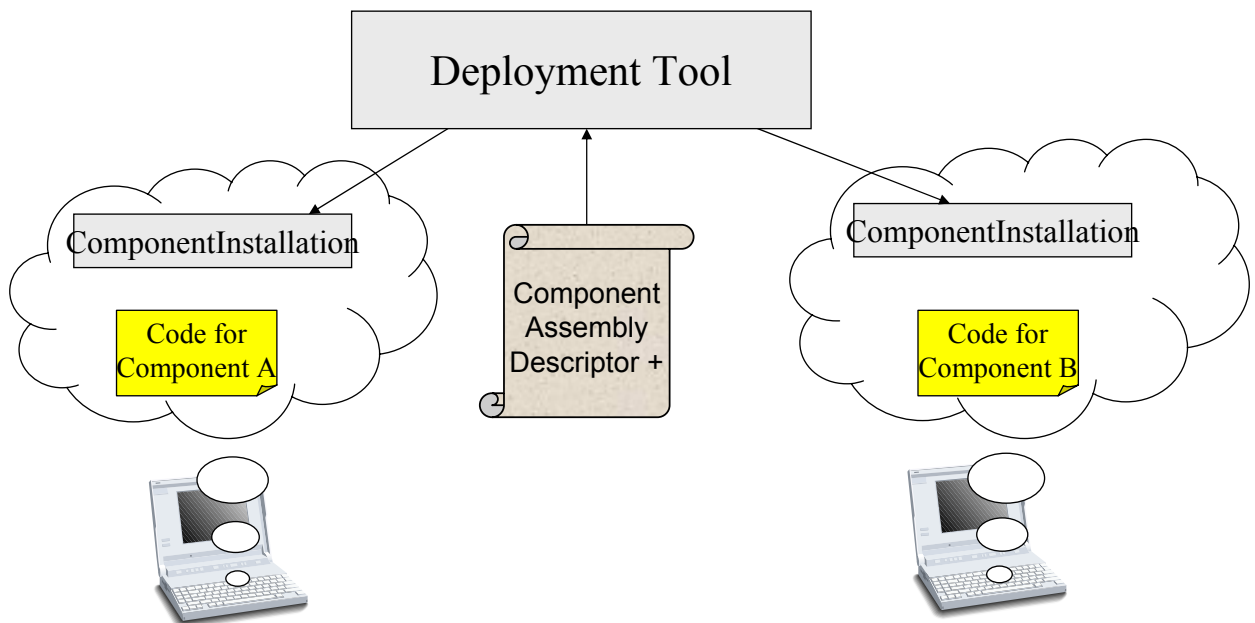 Deployment Tool
ComponentInstallation
ComponentInstallation
Component
Assembly
Descriptor +
Code for
Component A
Code for
Component B